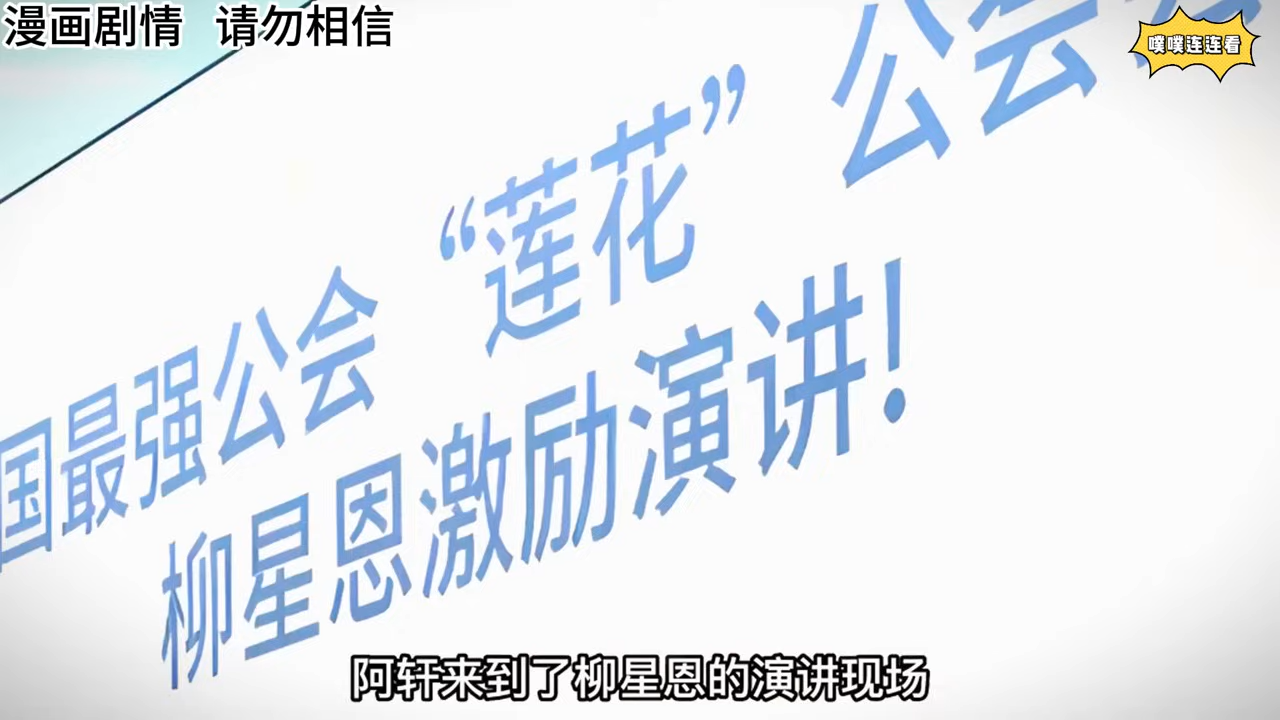 漫画剧情 请勿相信
噗噗连连看
国最强公会 “莲花” 公会
柳星恩激励演讲!
阿轩来到了柳星恩的演讲现场